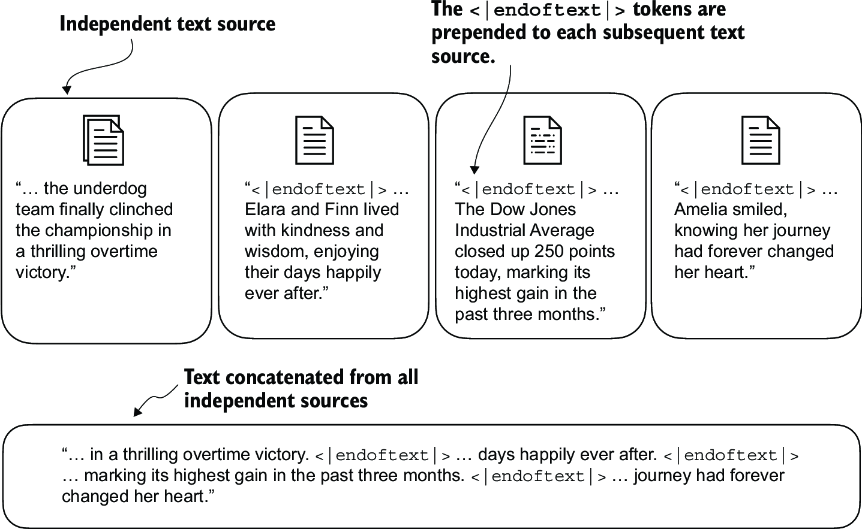 Independent text source
The <|endoftext|> tokens are
prepended to each subsequent text
source.
“… the underdog
team finally clinched
the championship in
a thrilling overtime
victory.”
“<|endoftext|> …
Elara and Finn lived
with kindness and
wisdom, enjoying
their days happily
ever after.”
“<|endoftext|> …
The Dow Jones
Industrial Average
closed up 250 points
today, marking its
highest gain in the
past three months.”
“<|endoftext|> …
Amelia smiled,
knowing her journey
had forever changed
her heart.”
Text concatenated from all
independent sources
“… in a thrilling overtime victory. <|endoftext|> … days happily ever after. <|endoftext|>
… marking its highest gain in the past three months. <|endoftext|> … journey had forever
changed her heart.”